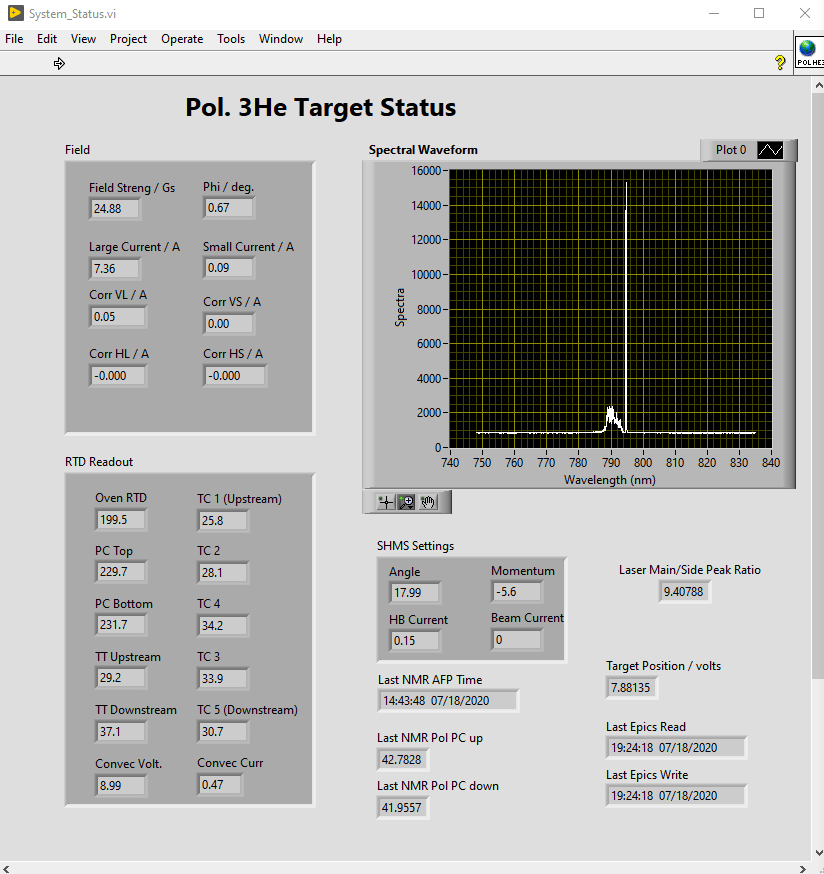 System_Status.vi
File Edit View Project Operate Tools Window Help
?
POLHE3
Pol. 3He Target Status
Field
Field Streng / Gs
24.88
Phi / deg.
0.67
Large Current / A
7.36
Small Current / A
0.09
Corr VL / A
0.05
Corr VS / A
0.00
Corr HL / A
-0.000
Corr HS / A
-0.000
Spectral Waveform
Plot 0
Spectra
16000
14000
12000
10000
8000
6000
4000
2000
0
740 750 760 770 780 790 800 810 820 830 840
Wavelength (nm)
RTD Readout
Oven RTD
199.5
TC 1 (Upstream)
25.8
PC Top
229.7
TC 2
28.1
PC Bottom
231.7
TC 4
34.2
TT Upstream
29.2
TC 3
33.9
TT Downstream
37.1
TC 5 (Downstream)
30.7
Convec Volt.
8.99
Convec Curr
0.47
SHMS Settings
Angle
17.99
Momentum
-5.6
HB Current
0.15
Beam Current
0
Laser Main/Side Peak Ratio
9.40788
Last NMR AFP Time
14:43:48 07/18/2020
Last NMR Pol PC up
42.7828
Last NMR Pol PC down
41.9557
Target Position / volts
7.88135
Last Epics Read
19:24:18 07/18/2020
Last Epics Write
19:24:18 07/18/2020